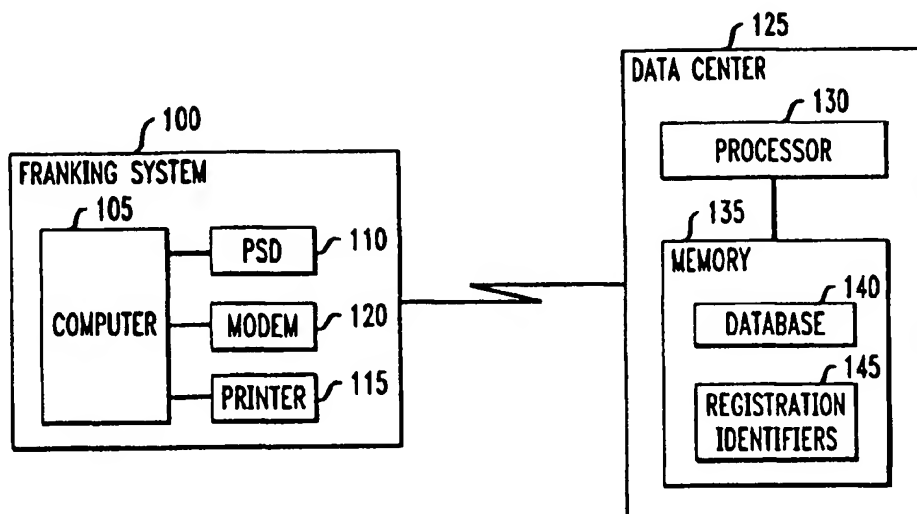 100
FRANKING SYSTEM
105
COMPUTER
PSD
110
MODEM
120
PRINTER
115
125
DATA CENTER
130
PROCESSOR
135
MEMORY
140
DATABASE
145
REGISTRATION
IDENTIFIERS